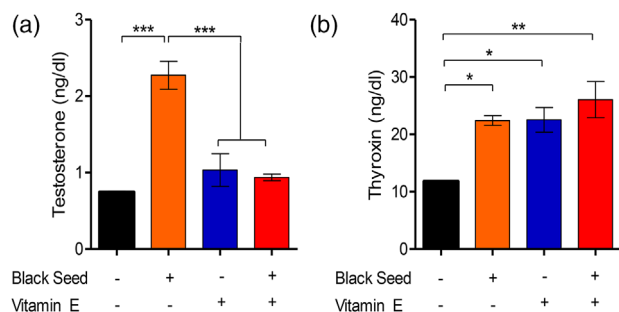 (a)
*** ***
Testosterone (ng/dl)
3
2
1
0
Black Seed - + - +
Vitamin E - - + +
(b)
**
*
*
Thyroxin (ng/dl)
40
30
20
10
0
Black Seed - + - +
Vitamin E - - + +